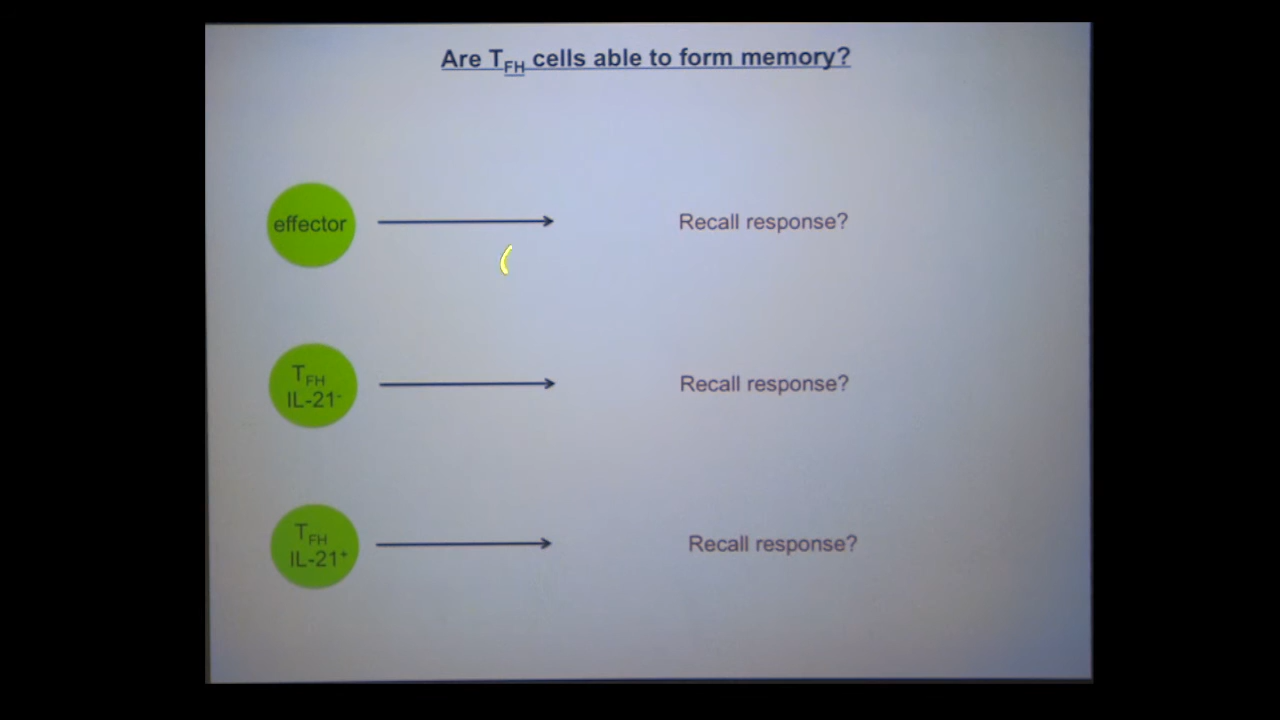 Are TFH cells able to form memory?
effector
Recall response?
TFH
IL-21-
Recall response?
TFH
IL-21+
Recall response?